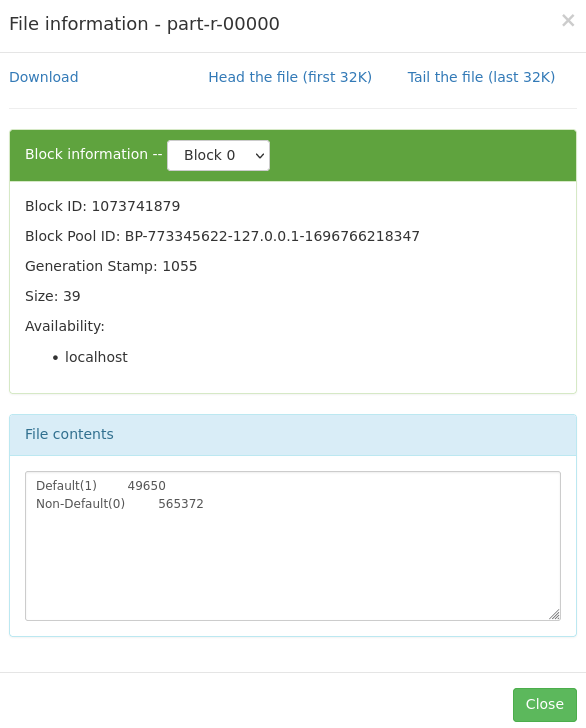 File information - part-r-00000
×
Download Head the file (first 32K) Tail the file (last 32K)
Block information -- Block 0
Block ID: 1073741879
Block Pool ID: BP-773345622-127.0.0.1-1696766218347
Generation Stamp: 1055
Size: 39
Availability:
• localhost
File contents
Default(1) 49650
Non-Default(0) 565372
Close